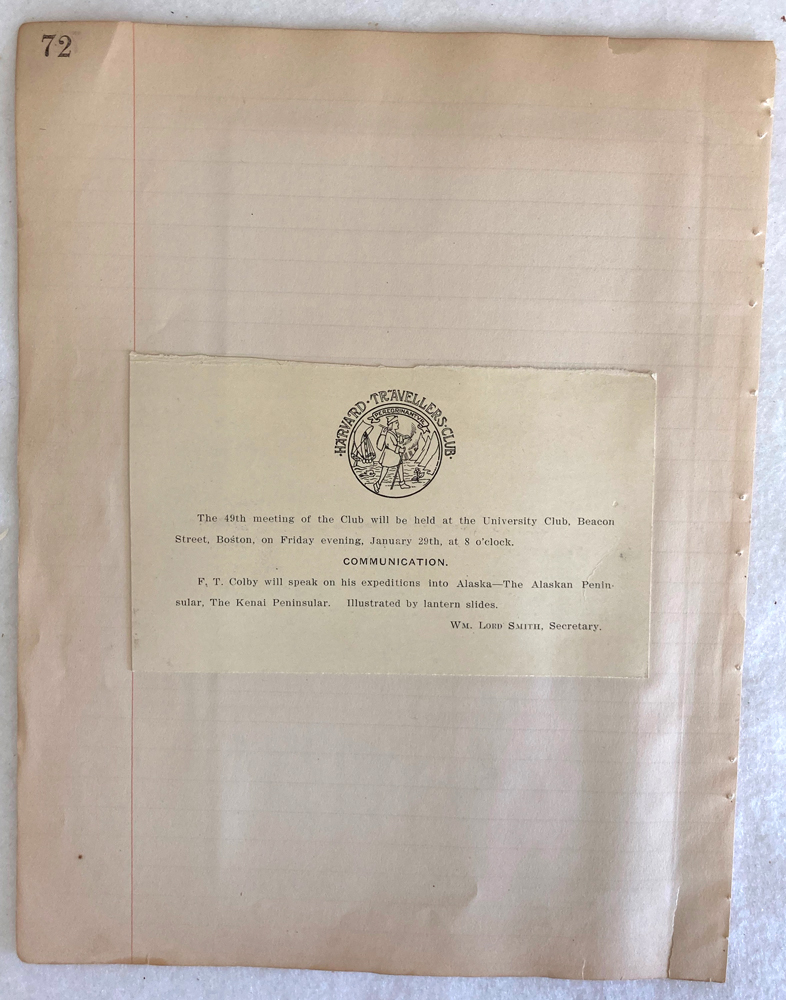 72
·HARVARD·TRAVELLERS·CLUB·
The 49th meeting of the Club will be held at the University Club, Beacon
Street, Boston, on Friday evening, January 29th, at 8 o'clock.
COMMUNICATION.
F. T. Colby will speak on his expeditions into Alaska—The Alaskan Penin-
sular, The Kenai Peninsular. Illustrated by lantern slides.
WM. LORD SMITH, Secretary.